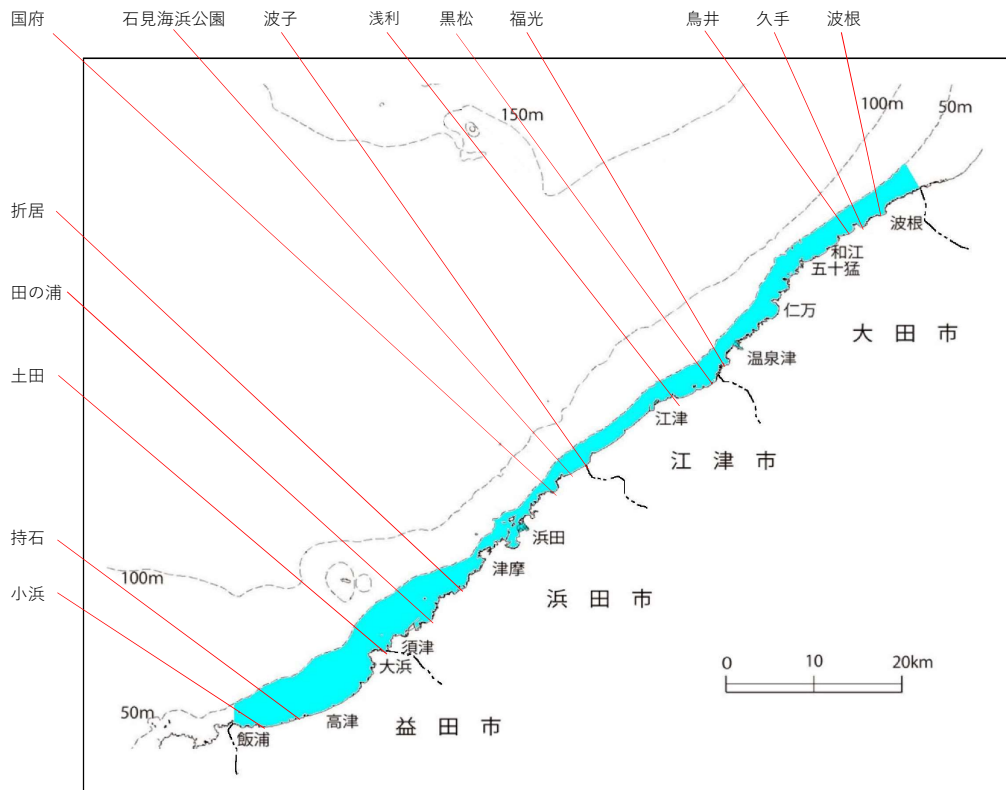 国府 石見海浜公園 波子 浅利 黒松 福光 鳥井 久手 波根
150m 100m 50m
折居
波根
和江
五十猛
田の浦
仁万
大田市
温泉津
土田
江津
江津市
持石
浜田
津摩
100m
小浜
浜田市
須津
大浜
0 10 20km
50m
高津
益田市
飯浦